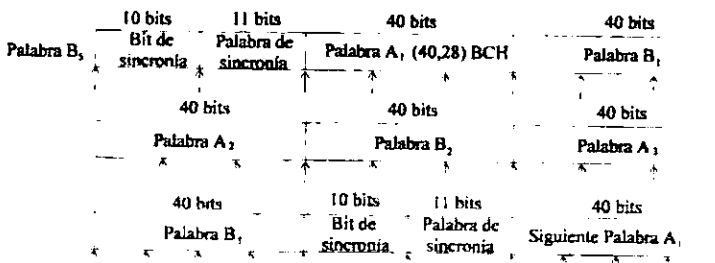 10 bits 11 bits 40 bits 40 bits
Palabra B5 Bit de sincronía Palabra de sincronía Palabra A1 (40,28) BCH Palabra B1
40 bits 40 bits 40 bits
Palabra A2 Palabra B2 Palabra A3
40 bits 10 bits 11 bits 40 bits
Palabra B, Bit de sincronía Palabra de sincronía Siguiente Palabra A1